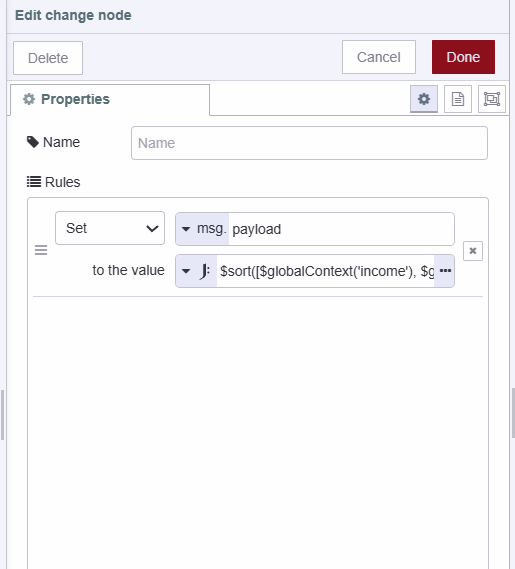 Edit change node
Delete
Cancel
Done
Properties
Name
Name
Rules
Set
msg. payload
to the value
J: $sort([$globalContext('income'), $g